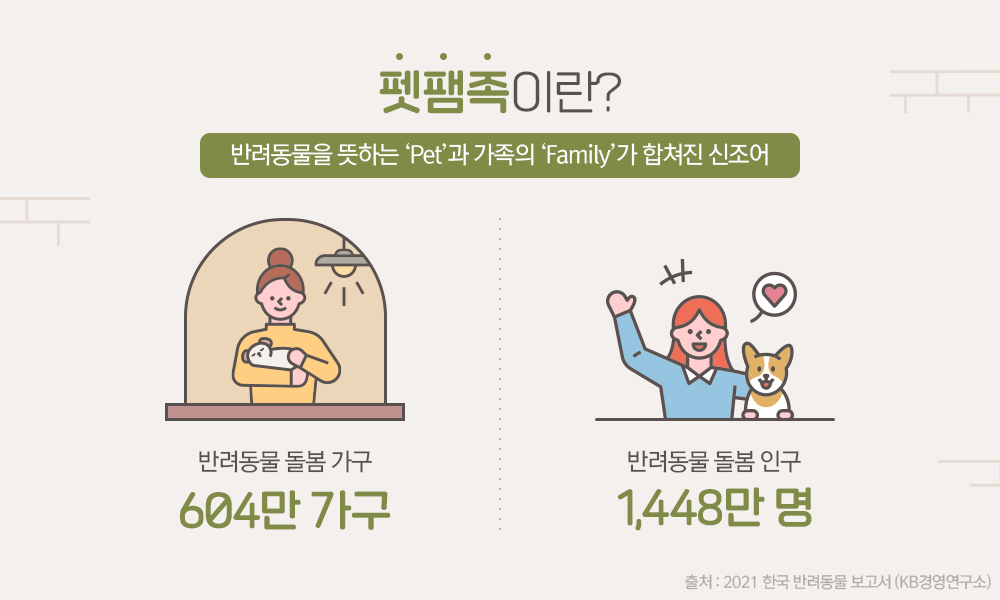 펫팸족이란?
반려동물을 뜻하는 ‘Pet’과 가족의 ‘Family’가 합쳐진 신조어
반려동물 돌봄 가구
604만 가구
반려동물 돌봄 인구
1,448만 명
출처 : 2021 한국 반려동물 보고서 (KB경영연구소)